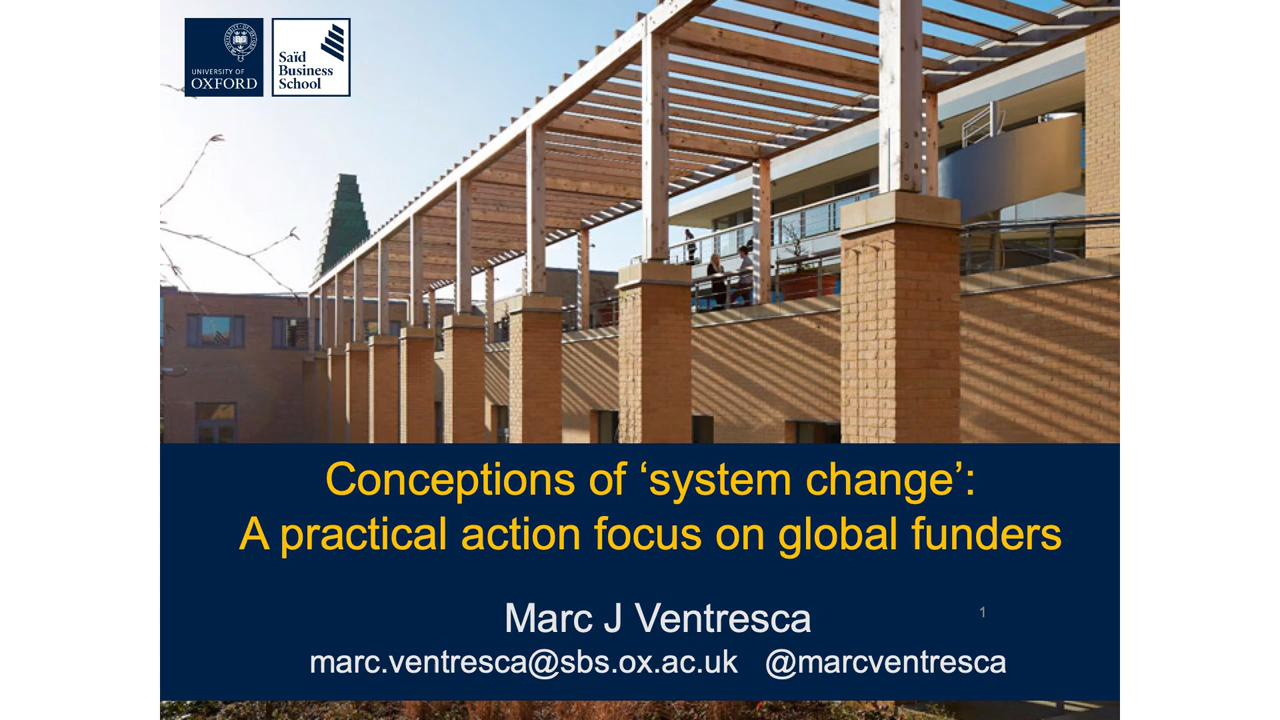 UNIVERSITY OF
OXFORD
Saïd
Business
School
Conceptions of ‘system change’:
A practical action focus on global funders
Marc J Ventresca
1
marc.ventresca@sbs.ox.ac.uk @marcventresca